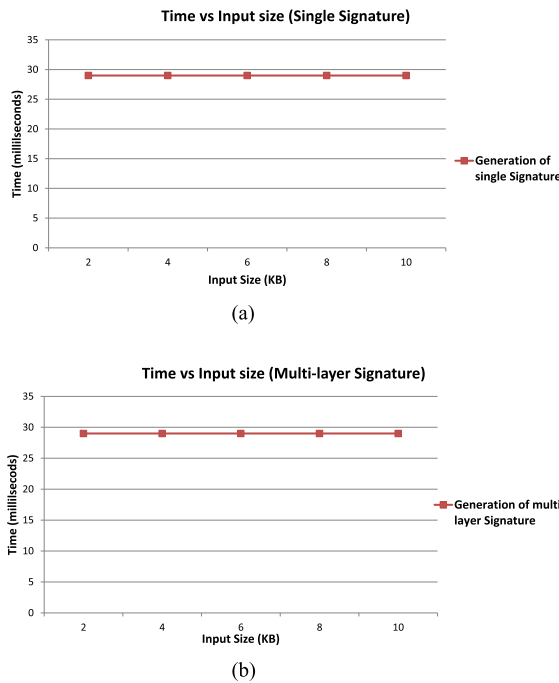 Time vs Input size (Single Signature)
35
30
25
20
15
10
5
0
Time (millilseconds)
2 4 6 8 10
Input Size (KB)
Generation of
single Signature
(a)
Time vs Input size (Multi-layer Signature)
35
30
25
20
15
10
5
0
Time (millilsecods)
2 4 6 8 10
Input Size (KB)
Generation of multi
layer Signature
(b)